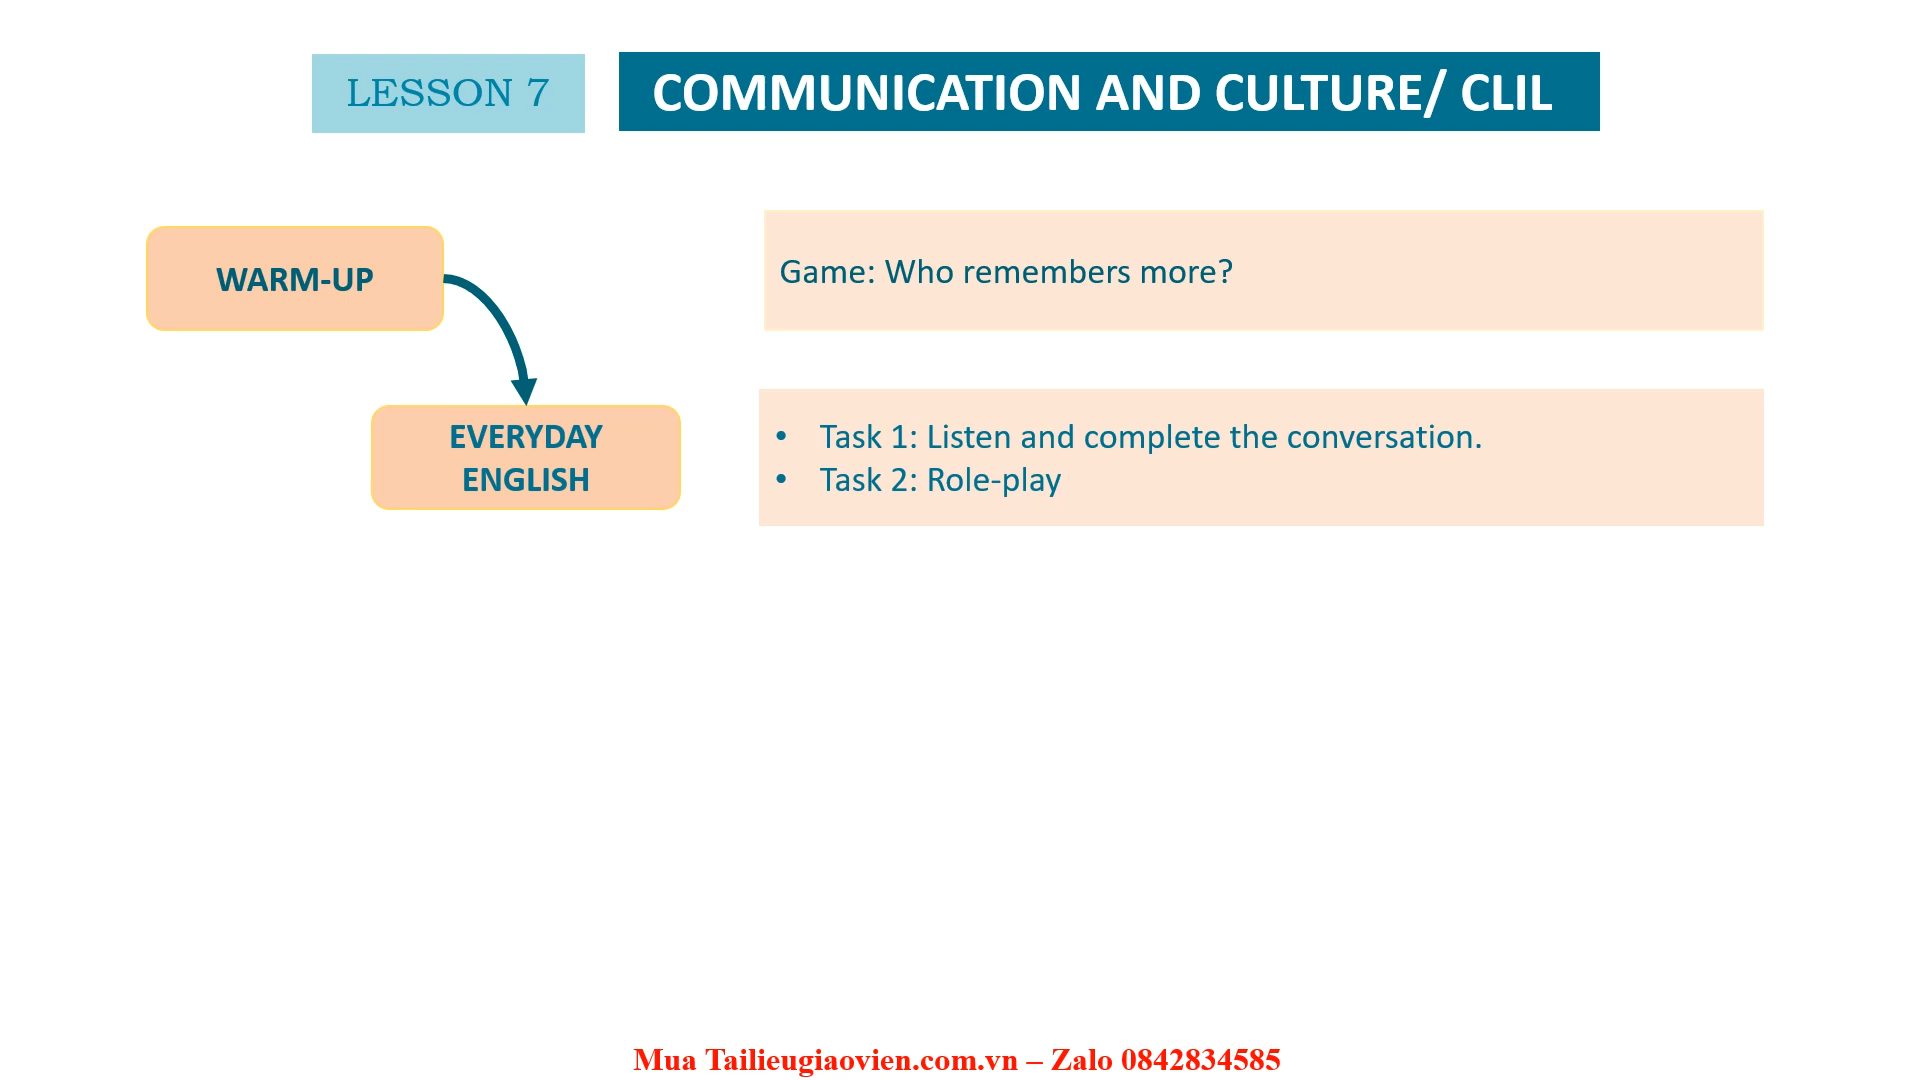 LESSON 7
COMMUNICATION AND CULTURE/ CLIL
WARM-UP
Game: Who remembers more?
EVERYDAY
ENGLISH
• Task 1: Listen and complete the conversation.
• Task 2: Role-play
Mua Tailieugiaovien.com.vn – Zalo 0842834585